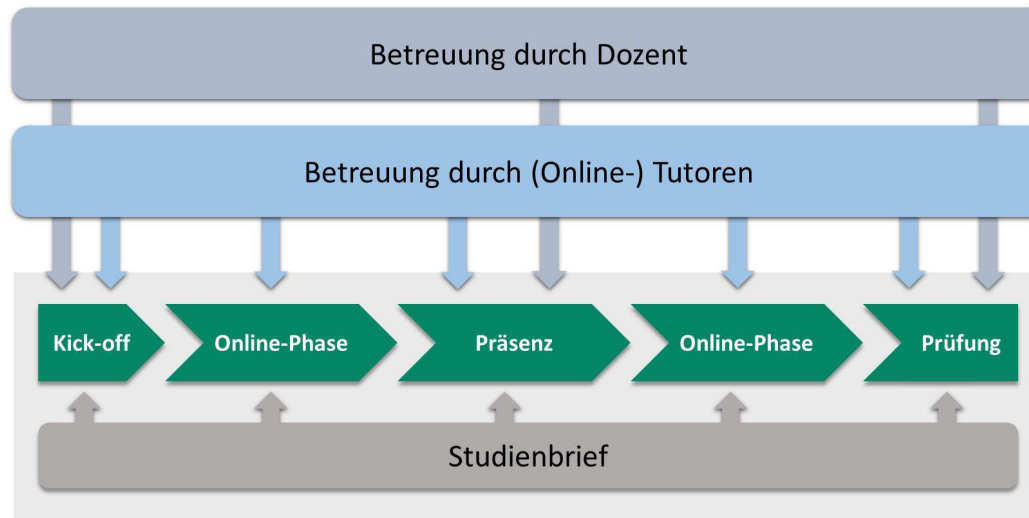 Betreuung durch Dozent
Betreuung durch (Online-) Tutoren
Kick-off
Online-Phase
Präsenz
Online-Phase
Prüfung
Studienbrief